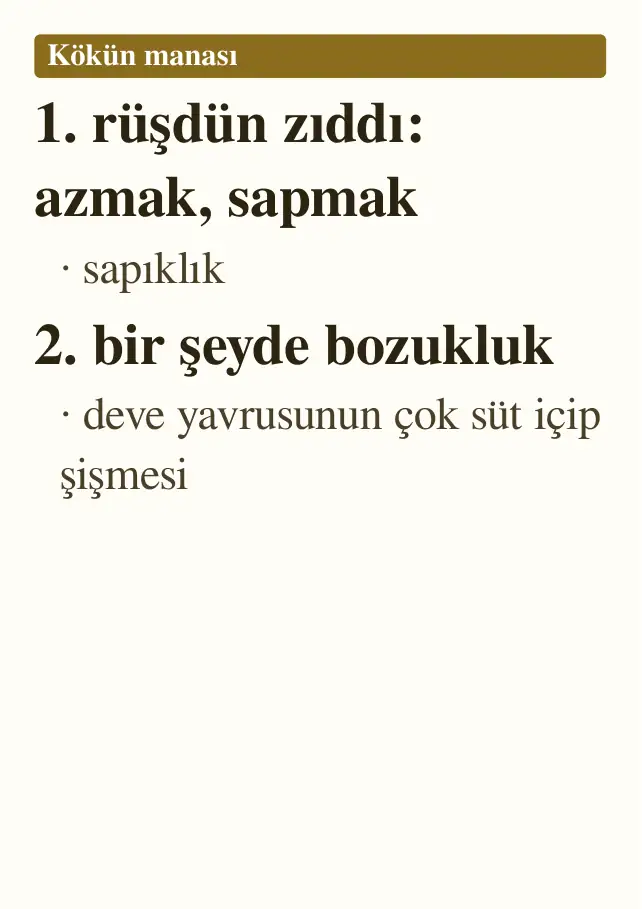 Kökün manası
1. rüşdün zıddı:
azmak, sapmak
· sapıklık
2. bir şeyde bozukluk
· deve yavrusunun çok süt içip
şişmesi